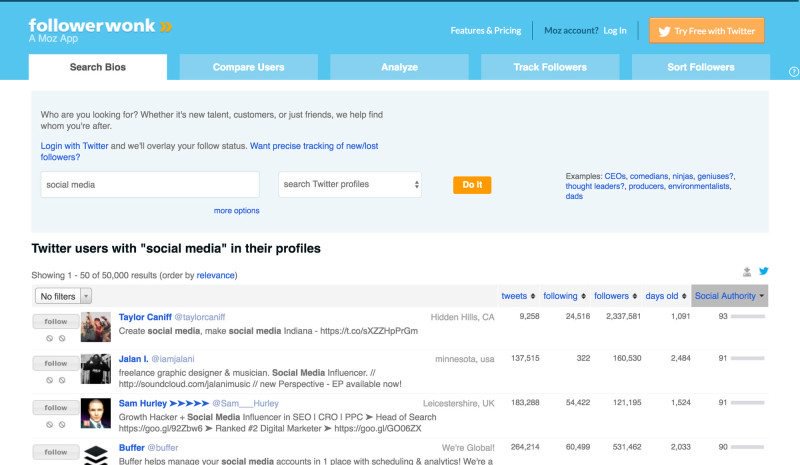 followerwonk »
A Moz App
Features & Pricing
Moz account? Log In
Try Free with Twitter
Search Bios
Compare Users
Analyze
Track Followers
Sort Followers
?
Who are you looking for? Whether it's new talent, customers, or just friends, we help find
whom you're after.
Login with Twitter and we'll overlay your follow status. Want precise tracking of new/lost
followers?
social media
search Twitter profiles
Do it
Examples: CEOs, comedians, ninjas, geniuses?,
thought leaders?, producers, environmentalists,
dads
more options
Twitter users with "social media" in their profiles
Showing 1 - 50 of 50,000 results (order by relevance)
No filters
tweets following followers days old Social Authority
follow Taylor Caniff @taylorcaniff Hidden Hills, CA 9,258 24,516 2,337,581 1,091 93
Create social media, make social media Indiana - https://t.co/sXZZHpPrGm
follow Jalan I. @iamjalani minnesota, usa 137,515 322 160,530 2,484 91
freelance graphic designer & musician. Social Media Influencer. //
http://soundcloud.com/jalanimusic // new Perspective - EP available now!
follow Sam Hurley ➤➤➤➤➤ @Sam___Hurley Leicestershire, UK 183,288 54,422 121,195 1,524 91
Growth Hacker + Social Media Influencer in SEO l CRO l PPC ➤ Head of Search
https://goo.gl/92Zbw6 ➤ Ranked #2 Digital Marketer ➤ https://goo.gl/GO06ZX
follow Buffer @buffer We're Global! 264,214 60,499 531,462 2,033 90
Buffer helps manage your social media accounts in 1 place with scheduling & analytics! We're a